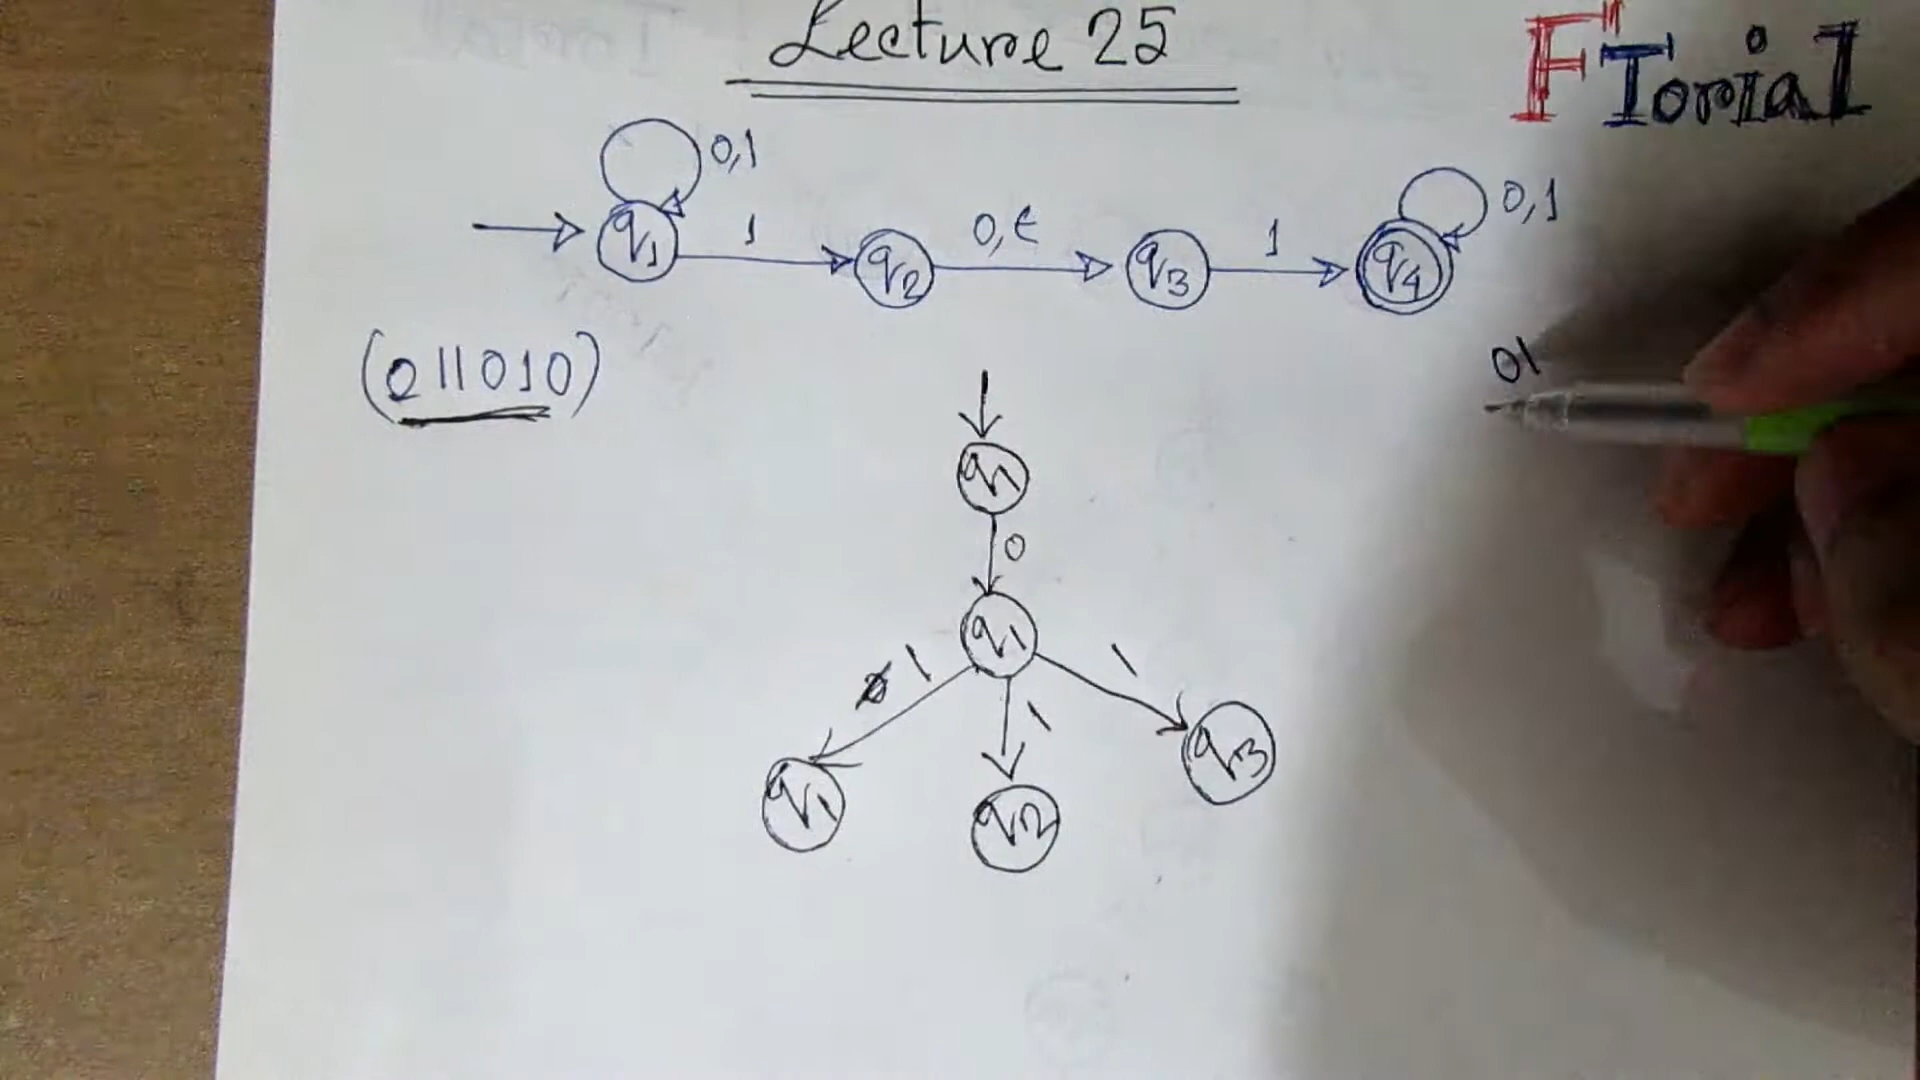 Lecture 25
FTorial
0,1
0,1
q1 1 q2 0,ε q3 1 q4
(011010)
01
q1
0
q1
1 1 1
q1 q2 q3